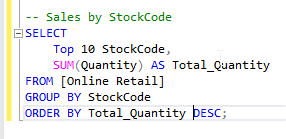 -- Sales by StockCode
SELECT
Top 10 StockCode,
SUM(Quantity) AS Total_Quantity
FROM [Online Retail]
GROUP BY StockCode
ORDER BY Total_Quantity DESC;